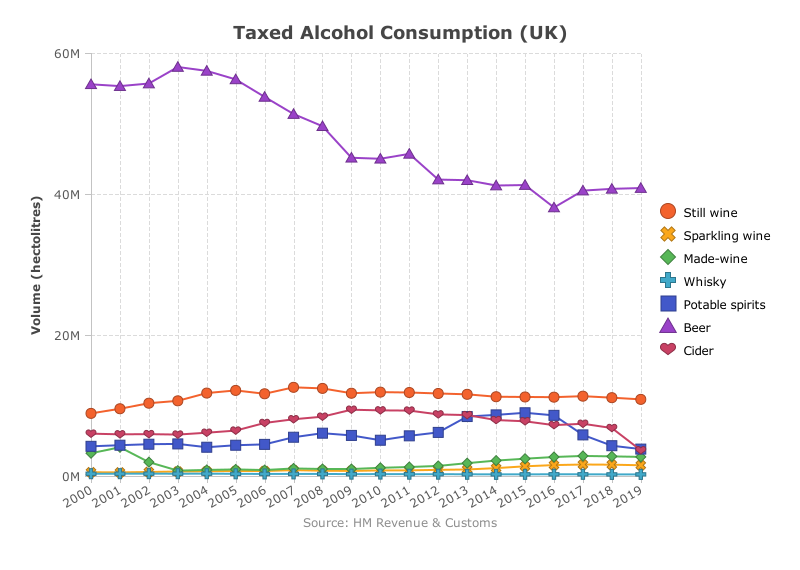 Taxed Alcohol Consumption (UK)
60M
40M
20M
0M
Volume (hectolitres)
2000 2001 2002 2003 2004 2005 2006 2007 2008 2009 2010 2011 2012 2013 2014 2015 2016 2017 2018 2019
Still wine
Sparkling wine
Made-wine
Whisky
Potable spirits
Beer
Cider
Source: HM Revenue & Customs